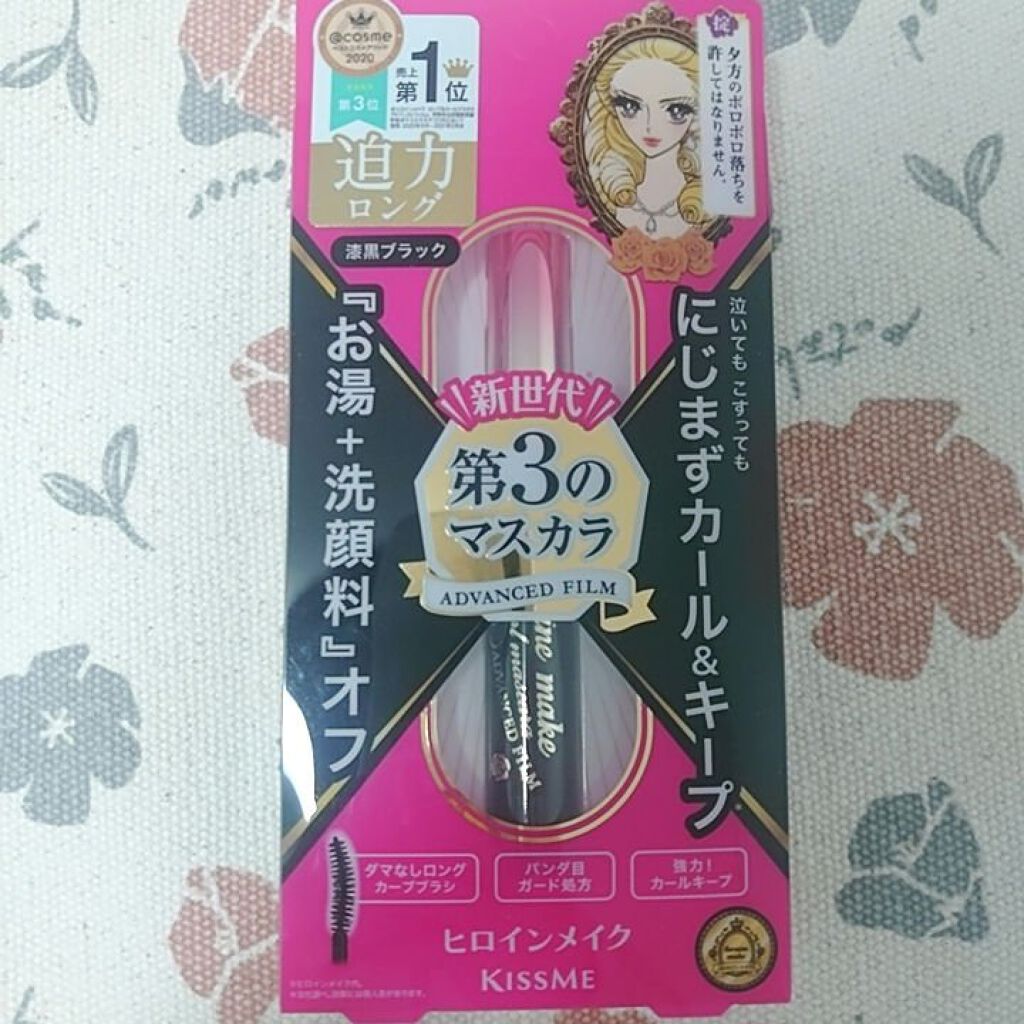 @cosme
2020
第3位
売上
第1位
迫力
ロング
掟
夕方のポロポロ落ちを
許してはなりません。
漆黒ブラック
『お湯+洗顔料』オフ
泣いても こすっても
にじまずカール&キープ
新世代
第3の
マスカラ
ADVANCED FILM
make
mascara
ダマなしロング
カーブブラシ
パンダ目
ガード処方
強力!
カールキープ
ヒロインメイク
KISSME